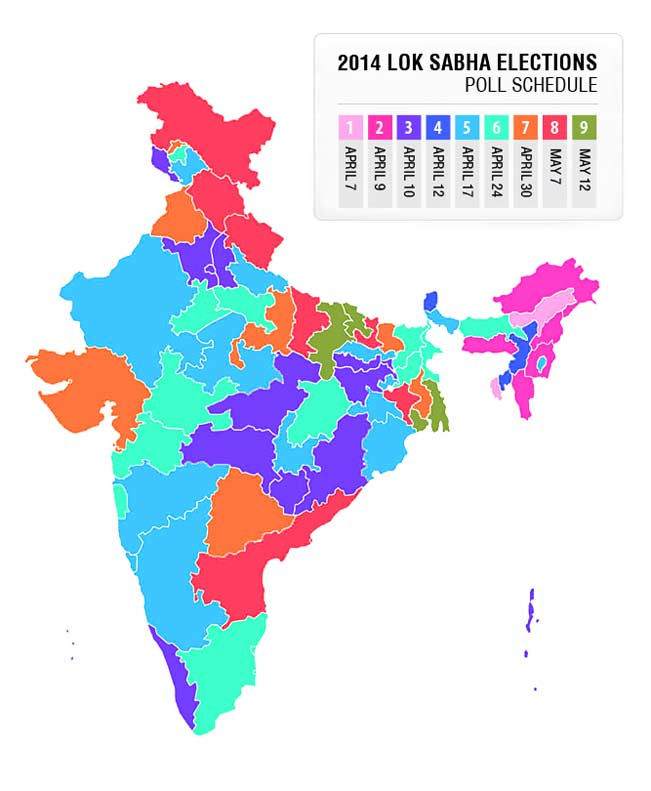 2014 LOK SABHA ELECTIONS
POLL SCHEDULE
1 2 3 4 5 6 7 8 9
APRIL 7
APRIL 9
APRIL 10
APRIL 12
APRIL 17
APRIL 24
APRIL 30
MAY 7
MAY 12